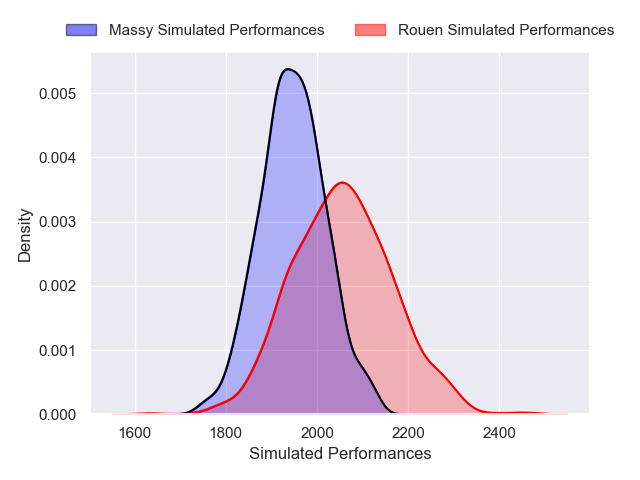 Massy Simulated Performances
Rouen Simulated Performances
0.005
0.004
0.003
0.002
0.001
0.000
Density
1600
1800
2000
2200
2400
Simulated Performances